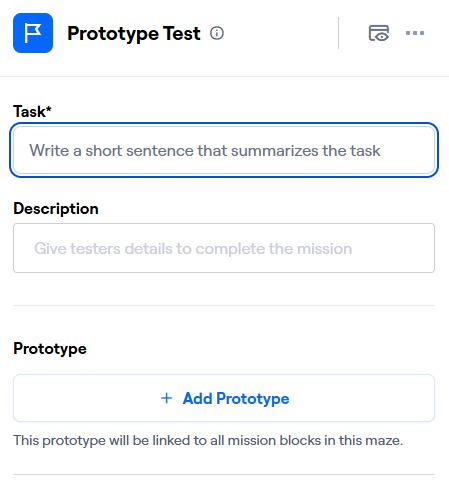 Prototype Test
Task*
Write a short sentence that summarizes the task
Description
Give testers details to complete the mission
Prototype
+ Add Prototype
This prototype will be linked to all mission blocks in this maze.